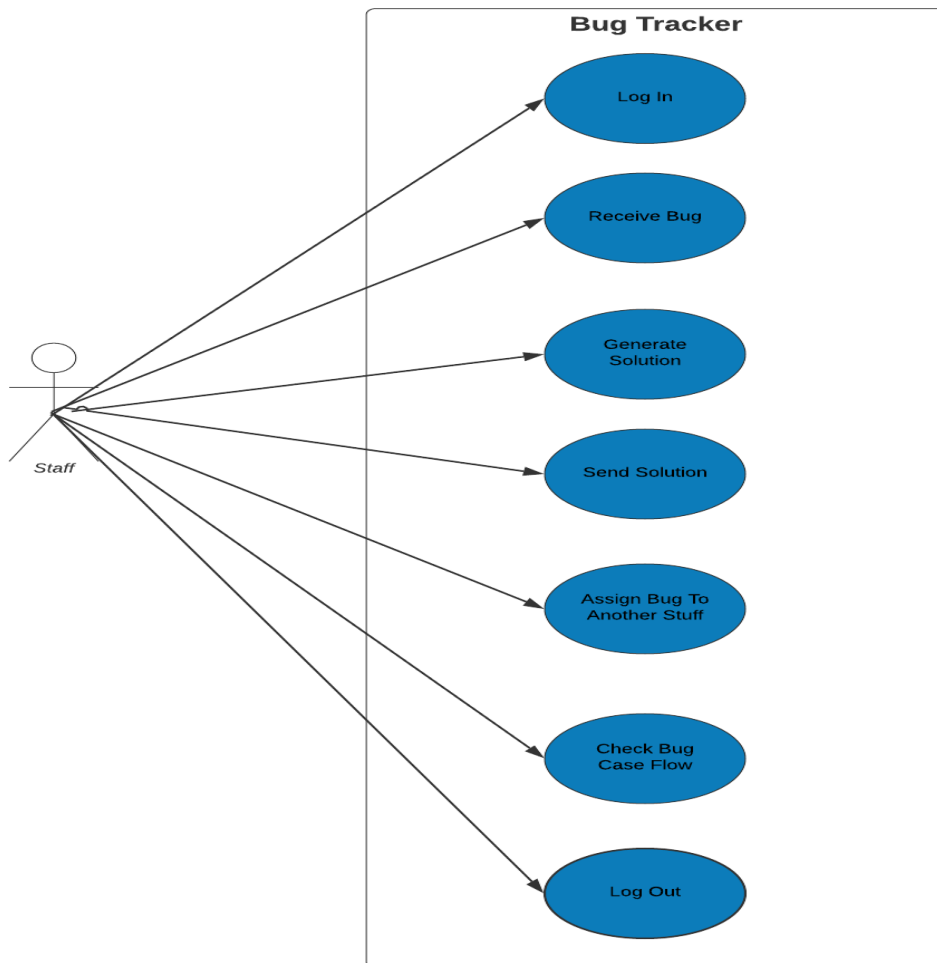 Bug Tracker
Log In
Receive Bug
Generate
Solution
Send Solution
Staff
Assign Bug To
Another Stuff
Check Bug
Case Flow
Log Out